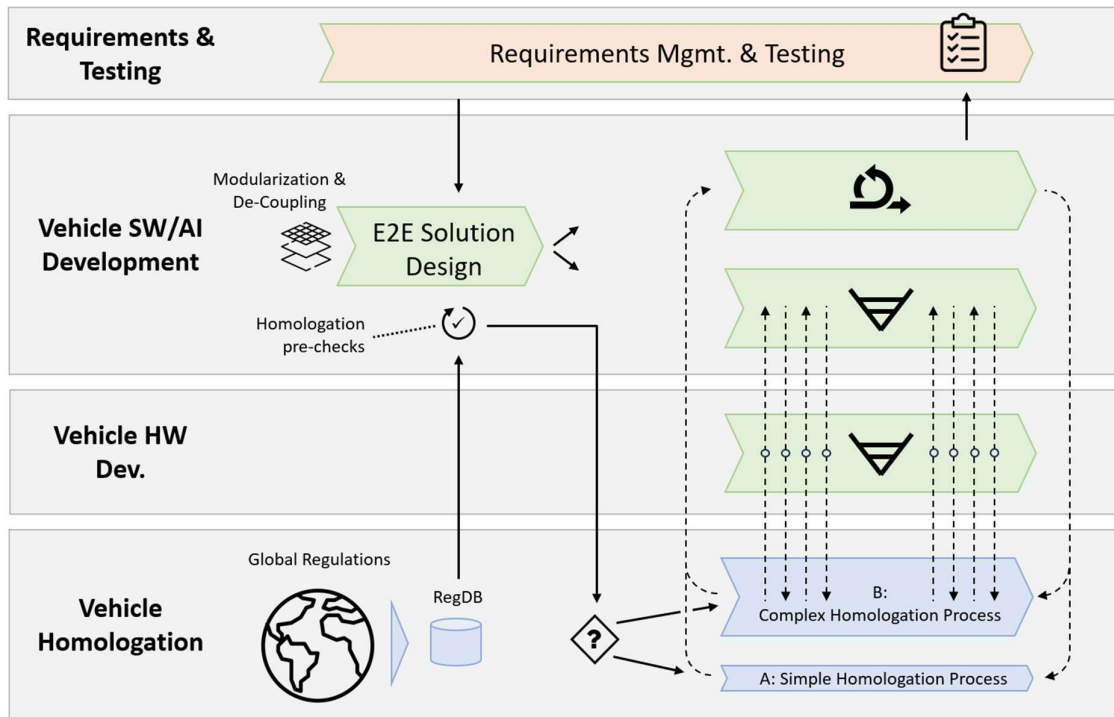 Requirements &
Testing
Requirements Mgmt. & Testing
Vehicle SW/AI
Development
Modularization &
De-Coupling
E2E Solution
Design
Homologation
pre-checks
Vehicle HW
Dev.
Vehicle
Homologation
Global Regulations
RegDB
?
B:
Complex Homologation Process
A: Simple Homologation Process